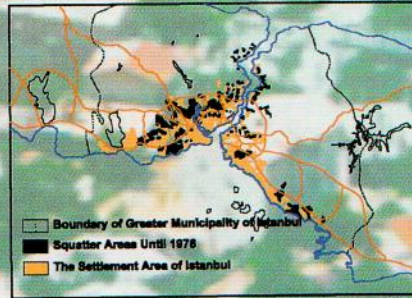 Boundary of Greater Municipality of Istanbul
Squatter Areas Until 1976
The Settlement Area of Istanbul